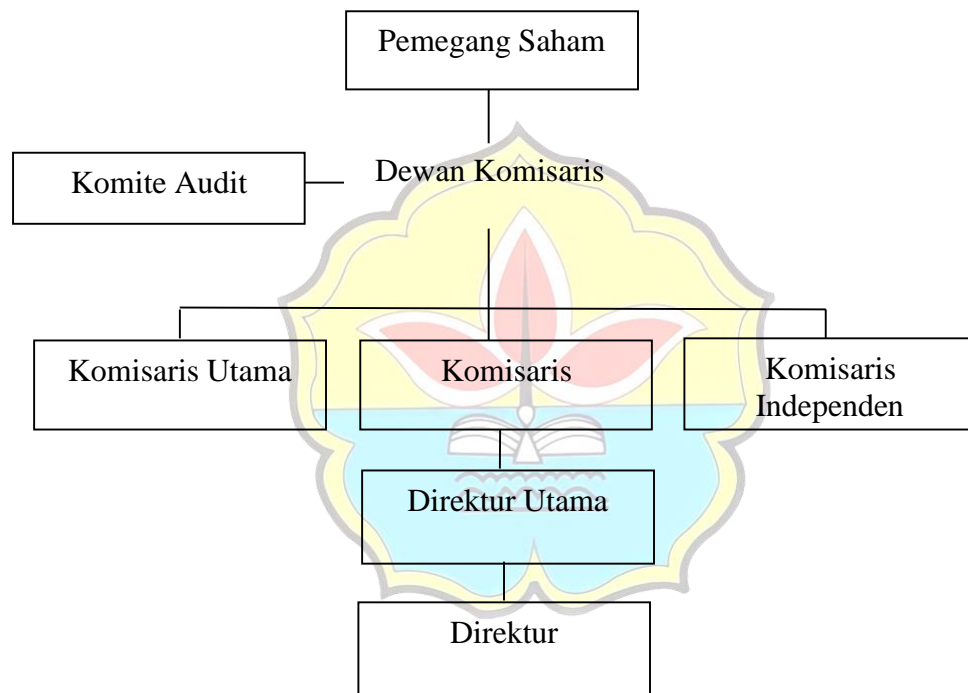 Pemegang Saham
Dewan Komisaris
Komite Audit
Komisaris Utama
Komisaris
Komisaris
Independen
Direktur Utama
Direktur